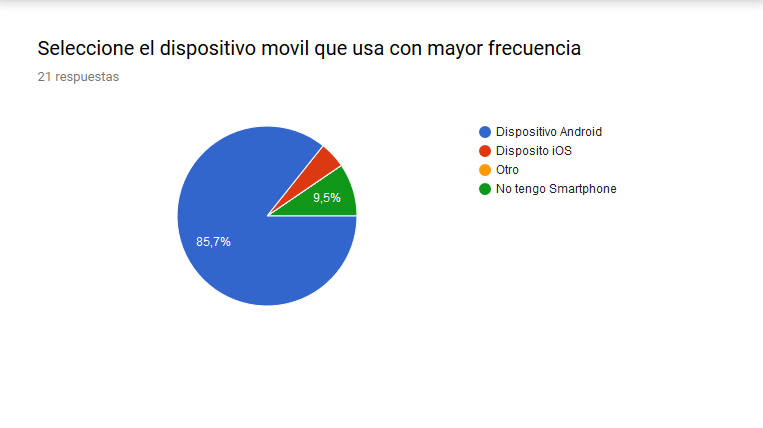 Seleccione el dispositivo movil que usa con mayor frecuencia
21 respuestas
Dispositivo Android
Disposito iOS
Otro
No tengo Smartphone
9,5%
85,7%